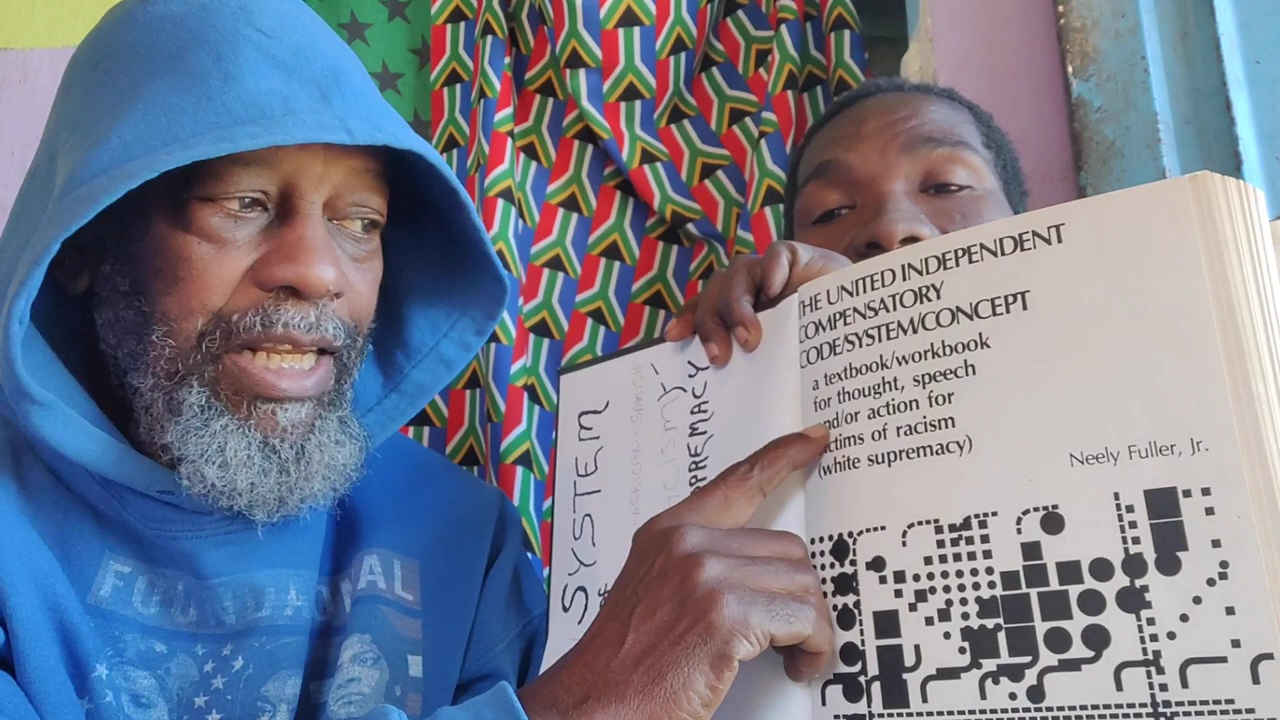 FOUNDATIONAL
SYSTEM
THE UNITED INDEPENDENT
COMPENSATORY
CODE/SYSTEM/CONCEPT
a textbook/workbook
for thought, speech
and/or action for
victims of racism
(white supremacy)
Neely Fuller, Jr.